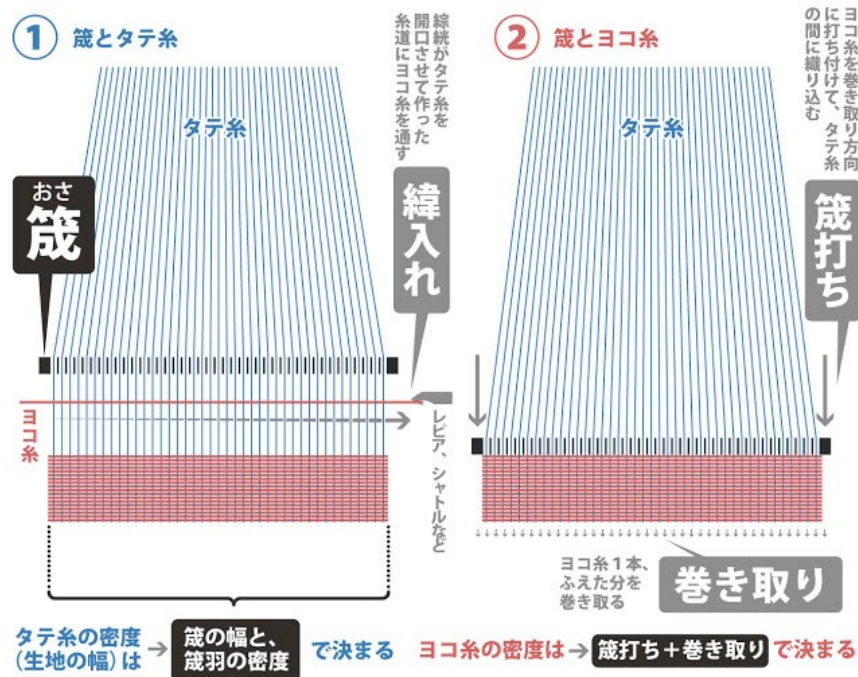 1 筬とタテ糸
タテ糸
おさ
筬
綜絖がタテ糸を
開口させて作った
糸道にヨコ糸を通す
緯入れ
ヨコ糸
レピア、シャトルなど
タテ糸の密度
(生地の幅)は
→
筬の幅と、
筬羽の密度
で決まる
2 筬とヨコ糸
タテ糸
ヨコ糸を巻き取り方向
に打ち付けて、タテ糸
の間に織り込む
筬打ち
ヨコ糸1本、
ふえた分を
巻き取る
巻き取り
ヨコ糸の密度は→筬打ち+巻き取りで決まる